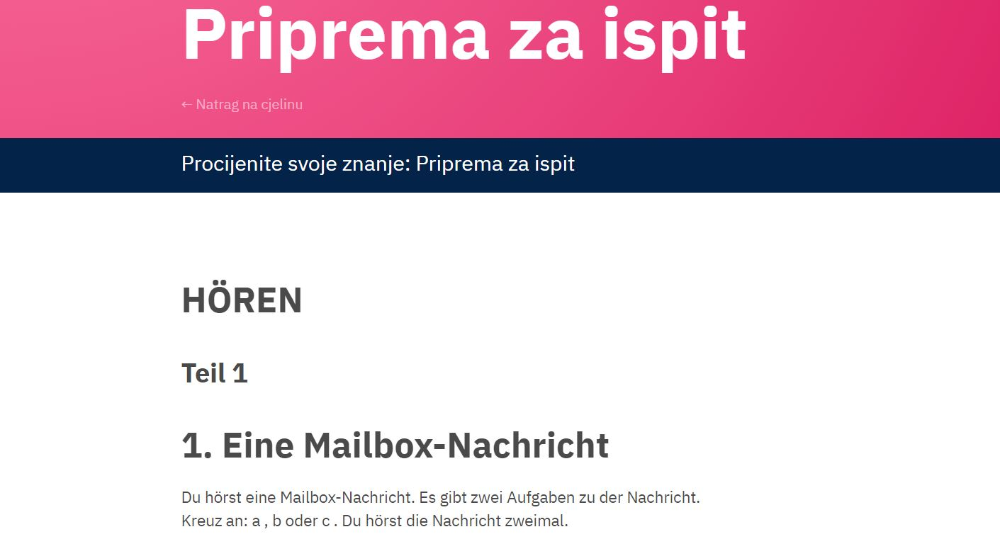 Priprema za ispit
← Natrag na cjelinu
Procijenite svoje znanje: Priprema za ispit
HÖREN
Teil 1
1. Eine Mailbox-Nachricht
Du hörst eine Mailbox-Nachricht. Es gibt zwei Aufgaben zu der Nachricht.
Kreuz an: a , b oder c . Du hörst die Nachricht zweimal.